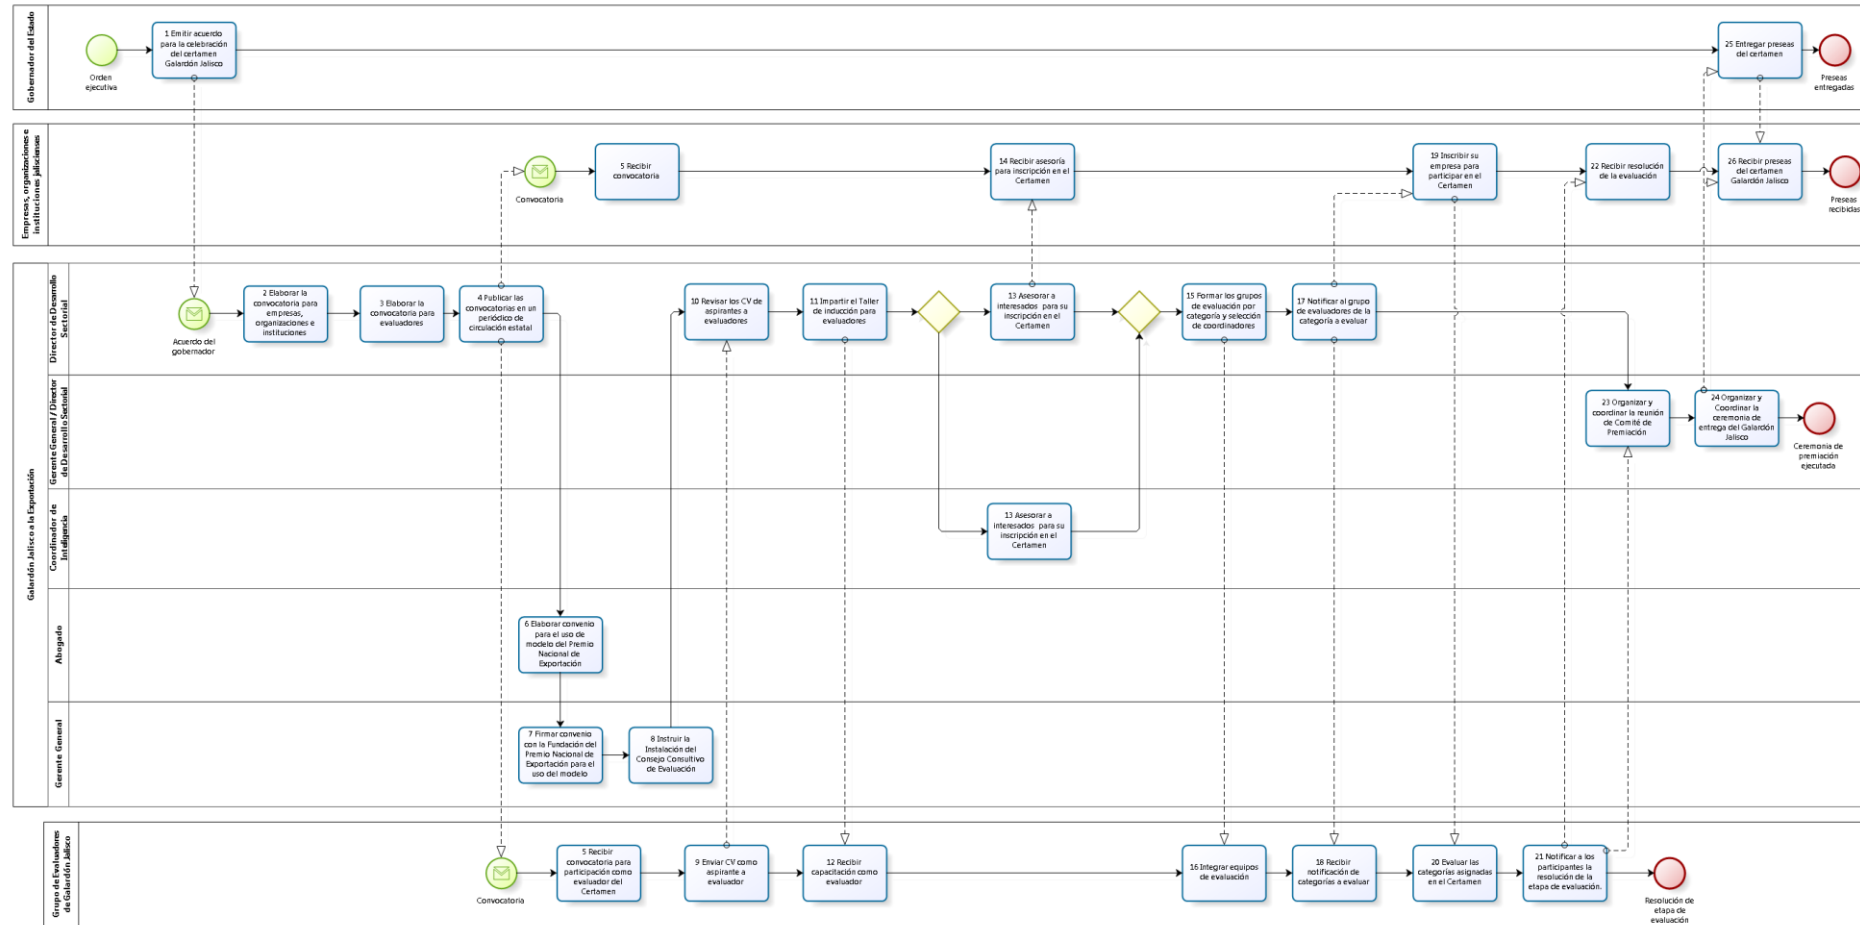 Gobernador del Estado
Orden
ejecutiva
1 Emitir acuerdo
para la celebración
del certamen
Galardón Jalisco
25 Entregar preseas
del certamen
Preseas
entregadas
Empresas, organizaciones e
instituciones jaliscienses
Convocatoria
5 Recibir
convocatoria
14 Recibir asesoría
para inscripción en el
Certamen
19 Inscribir su
empresa para
participar en el
Certamen
22 Recibir resolución
de la evaluación
26 Recibir preseas
del certamen
Galardón Jalisco
Preseas
recibidas
Galardón Jalisco a la Exportación
Director de Desarrollo
Sectorial
Acuerdo del
gobernador
2 Elaborar la
convocatoria para
empresas,
organizaciones e
instituciones
3 Elaborar la
convocatoria para
evaluadores
4 Publicar las
convocatorias en un
periódico de
circulación estatal
10 Revisar los CV de
aspirantes a
evaluadores
11 Impartir el Taller
de inducción para
evaluadores
13 Asesorar a
interesados para su
inscripción en el
Certamen
15 Formar los grupos
de evaluación por
categoría y selección
de coordinadores
17 Notificar al grupo
de evaluadores de la
categoría a evaluar
Gerente General / Director
de Desarrollo Sectorial
23 Organizar y
coordinar la reunión
de Comité de
Premiación
24 Organizar y
Coordinar la
ceremonia de
entrega del Galardón
Jalisco
Ceremonia de
premiación
ejecutada
Coordinador de
Inteligencia
13 Asesorar a
interesados para su
inscripción en el
Certamen
Abogado
6 Elaborar convenio
para el uso de
modelo del Premio
Nacional de
Exportación
Gerente General
7 Firmar convenio
con la Fundación del
Premio Nacional de
Exportación para el
uso del modelo
8 Instruir la
Instalación del
Consejo Consultivo
de Evaluación
Grupo de Evaluadores
de Galardón Jalisco
Convocatoria
5 Recibir
convocatoria para
participación como
evaluador del
Certamen
9 Enviar CV como
aspirante a
evaluador
12 Recibir
capacitación como
evaluador
16 Integrar equipos
de evaluación
18 Recibir
notificación de
categorías a evaluar
20 Evaluar las
categorías asignadas
en el Certamen
21 Notificar a los
participantes la
resolución de la
etapa de evaluación.
Resolución de
etapa de
evaluación